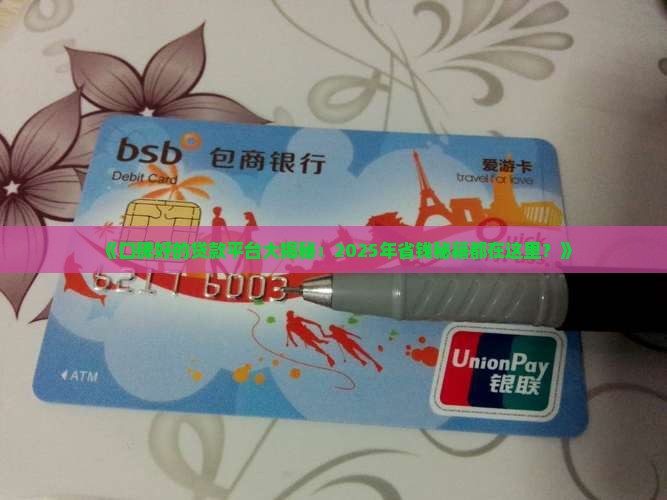 bsb 包商银行
Debit Card
爱游卡
travel for love
《口碑好的贷款平台大揭秘：2025年省钱秘籍都在这里？》
Quick
6217 6003
ATM
UnionPay
银联